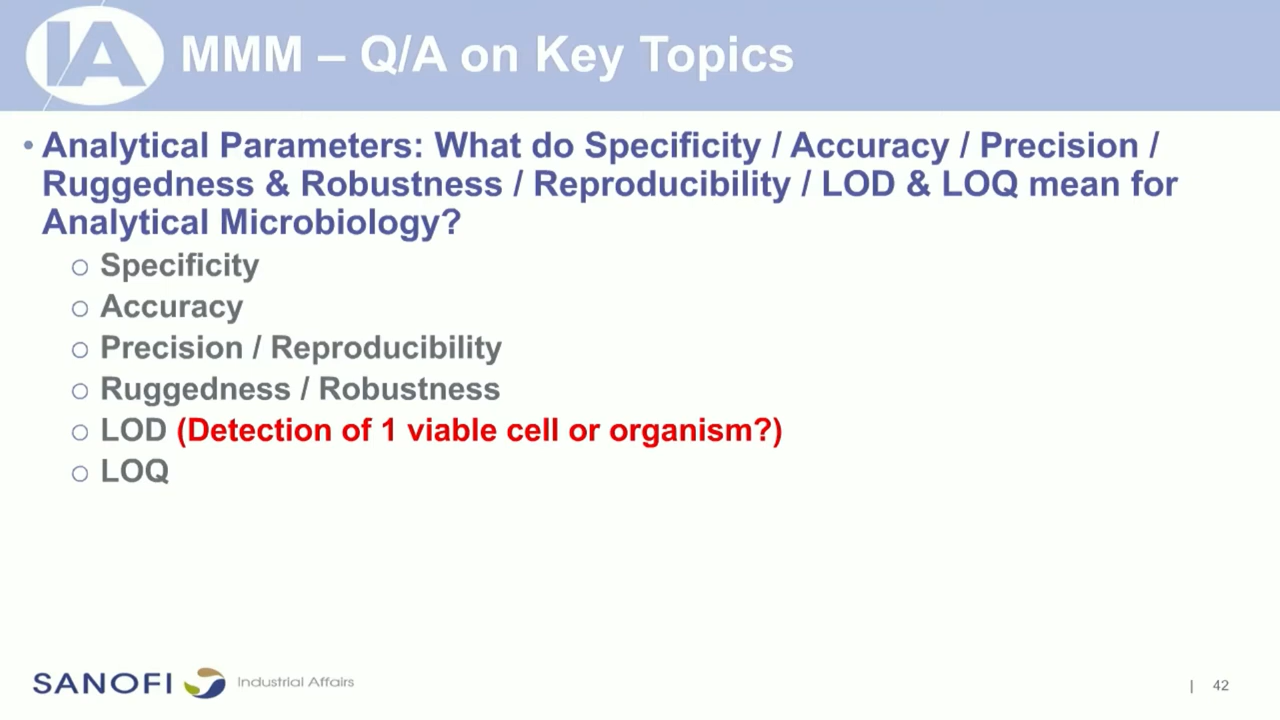 IA
MMM – Q/A on Key Topics
• Analytical Parameters: What do Specificity / Accuracy / Precision /
Ruggedness & Robustness / Reproducibility / LOD & LOQ mean for
Analytical Microbiology?
○ Specificity
○ Accuracy
○ Precision / Reproducibility
○ Ruggedness / Robustness
○ LOD (Detection of 1 viable cell or organism?)
○ LOQ
SANOFI Industrial Affairs
| 42